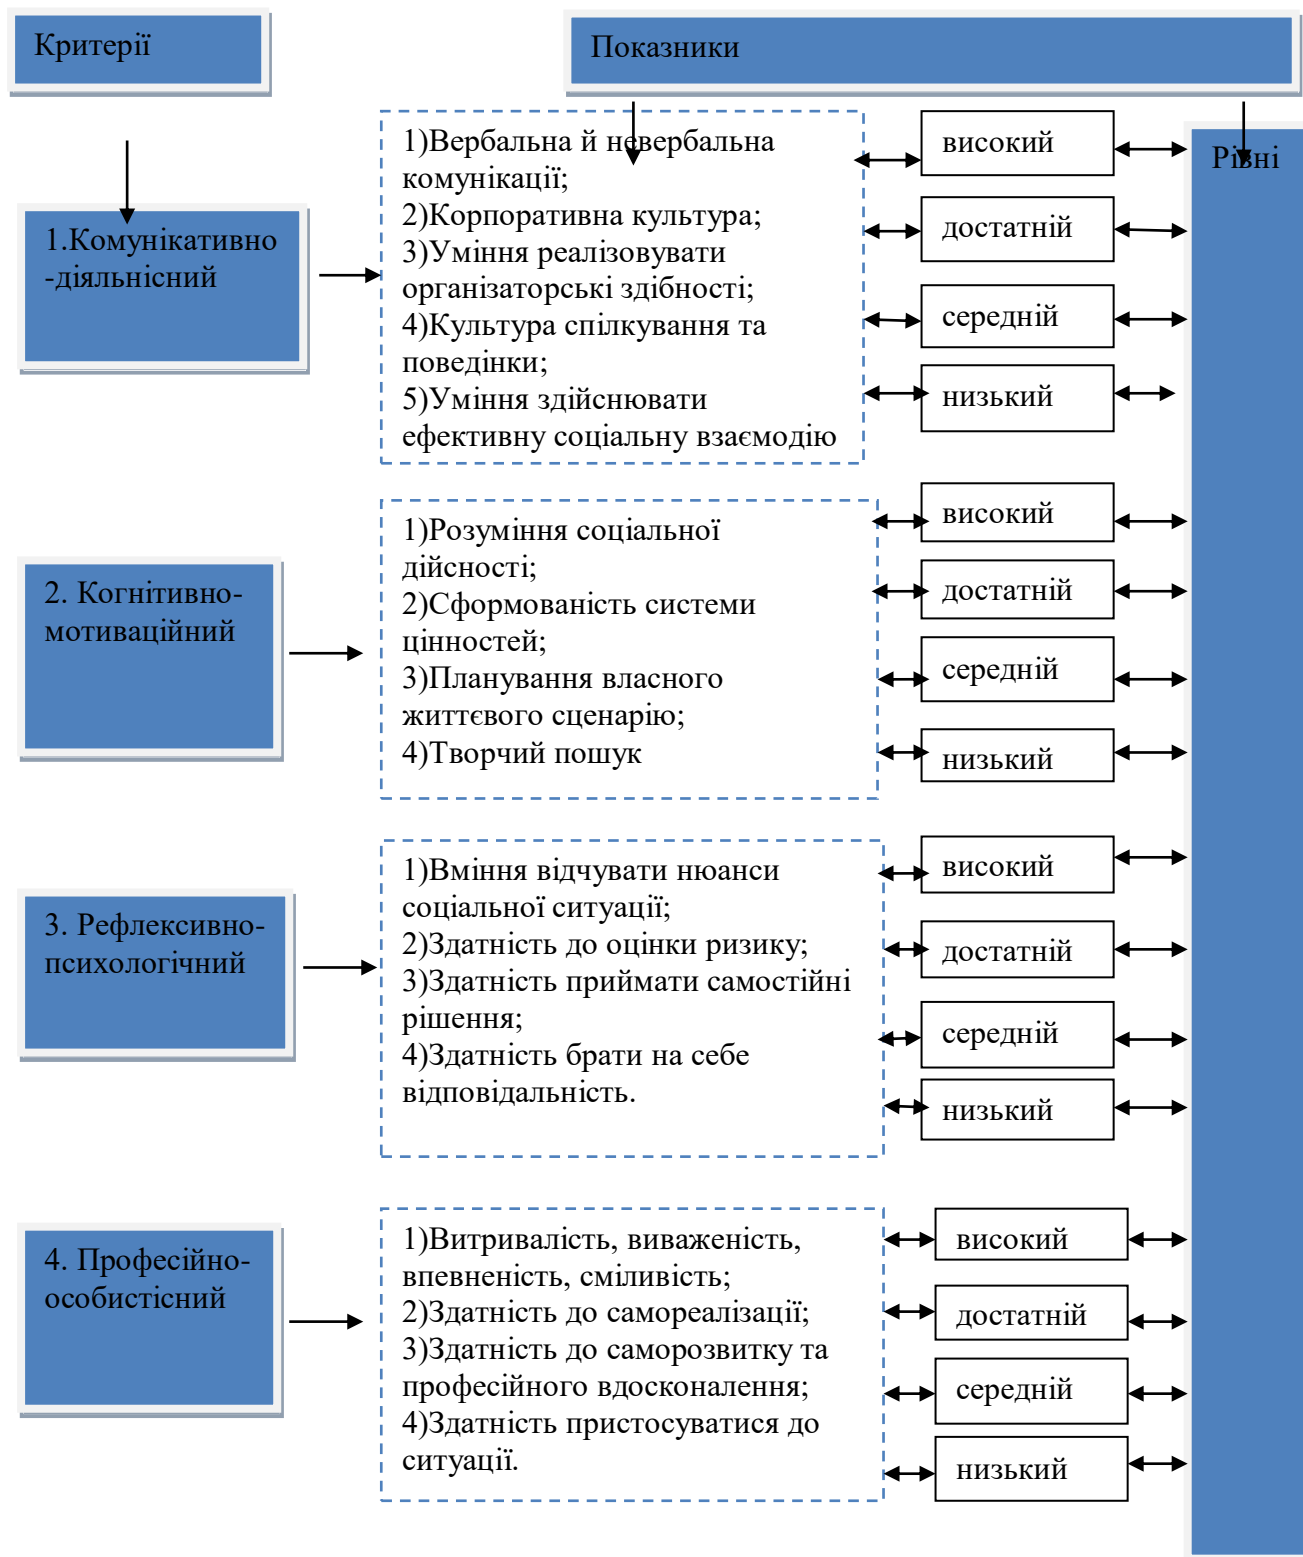 Критерії
Показники
Рівні
1.Комунікативно
-діяльнісний
1)Вербальна й невербальна
комунікації;
2)Корпоративна культура;
3)Уміння реалізовувати
організаторські здібності;
4)Культура спілкування та
поведінки;
5)Уміння здійснювати
ефективну соціальну взаємодію
високий
достатній
середній
низький
2. Когнітивно-
мотиваційний
1)Розуміння соціальної
дійсності;
2)Сформованість системи
цінностей;
3)Планування власного
життєвого сценарію;
4)Творчий пошук
високий
достатній
середній
низький
3. Рефлексивно-
психологічний
1)Вміння відчувати нюанси
соціальної ситуації;
2)Здатність до оцінки ризику;
3)Здатність приймати самостійні
рішення;
4)Здатність брати на себе
відповідальність.
високий
достатній
середній
низький
4. Професійно-
особистісний
1)Витривалість, виваженість,
впевненість, сміливість;
2)Здатність до самореалізації;
3)Здатність до саморозвитку та
професійного вдосконалення;
4)Здатність пристосуватися до
ситуації.
високий
достатній
середній
низький